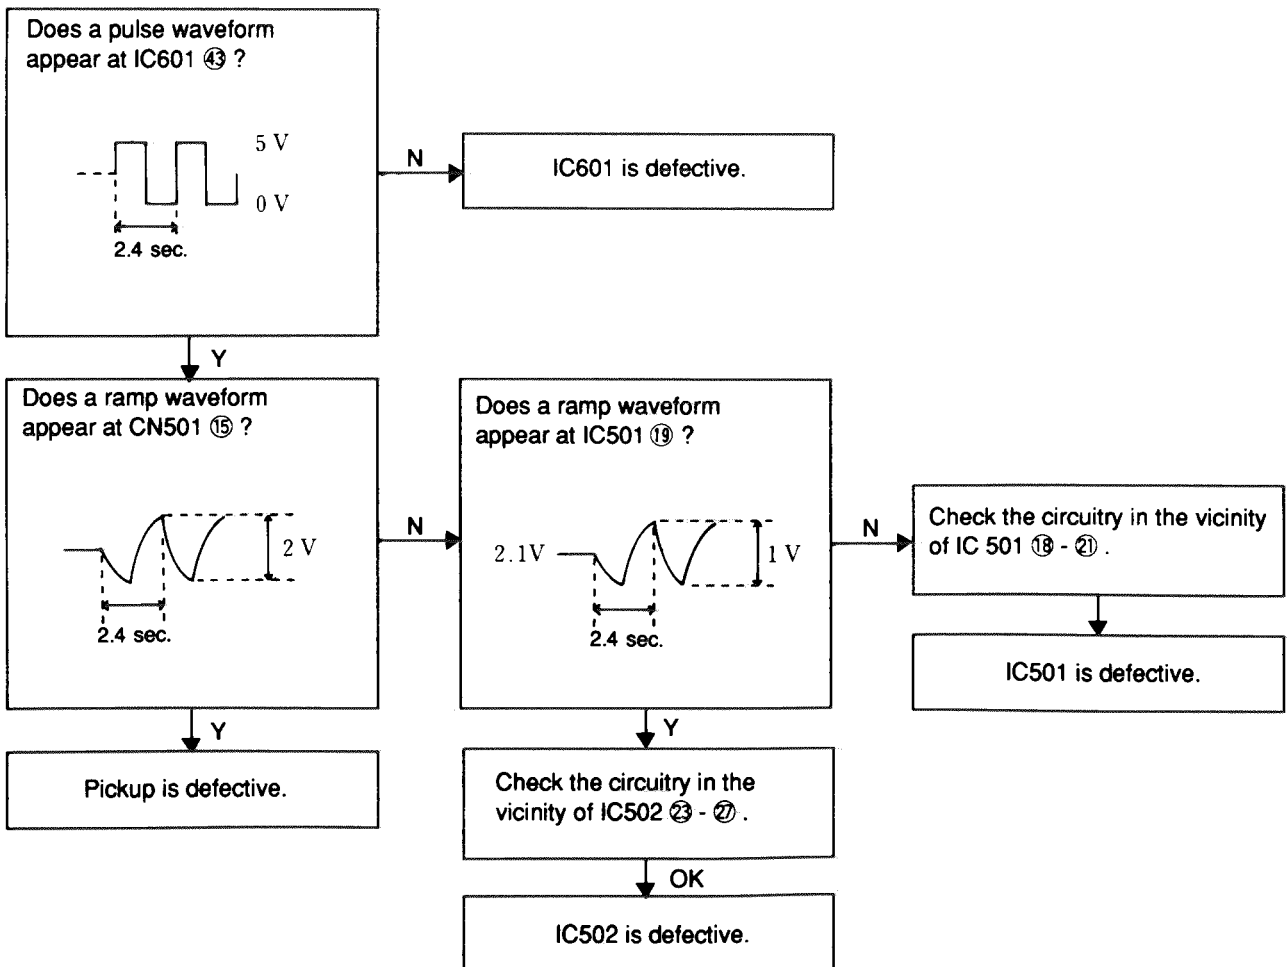 Does a pulse waveform
appear at IC601 ㊸ ?
5 V
0 V
2.4 sec.
N
IC601 is defective.
Y
Does a ramp waveform
appear at CN501 ⑮ ?
2 V
2.4 sec.
N
Does a ramp waveform
appear at IC501 ⑲ ?
2.1V
1 V
2.4 sec.
N
Check the circuitry in the vicinity
of IC 501 ⑱ - ㉑ .
IC501 is defective.
Y
Pickup is defective.
Y
Check the circuitry in the
vicinity of IC502 ㉓ - ㉗ .
OK
IC502 is defective.